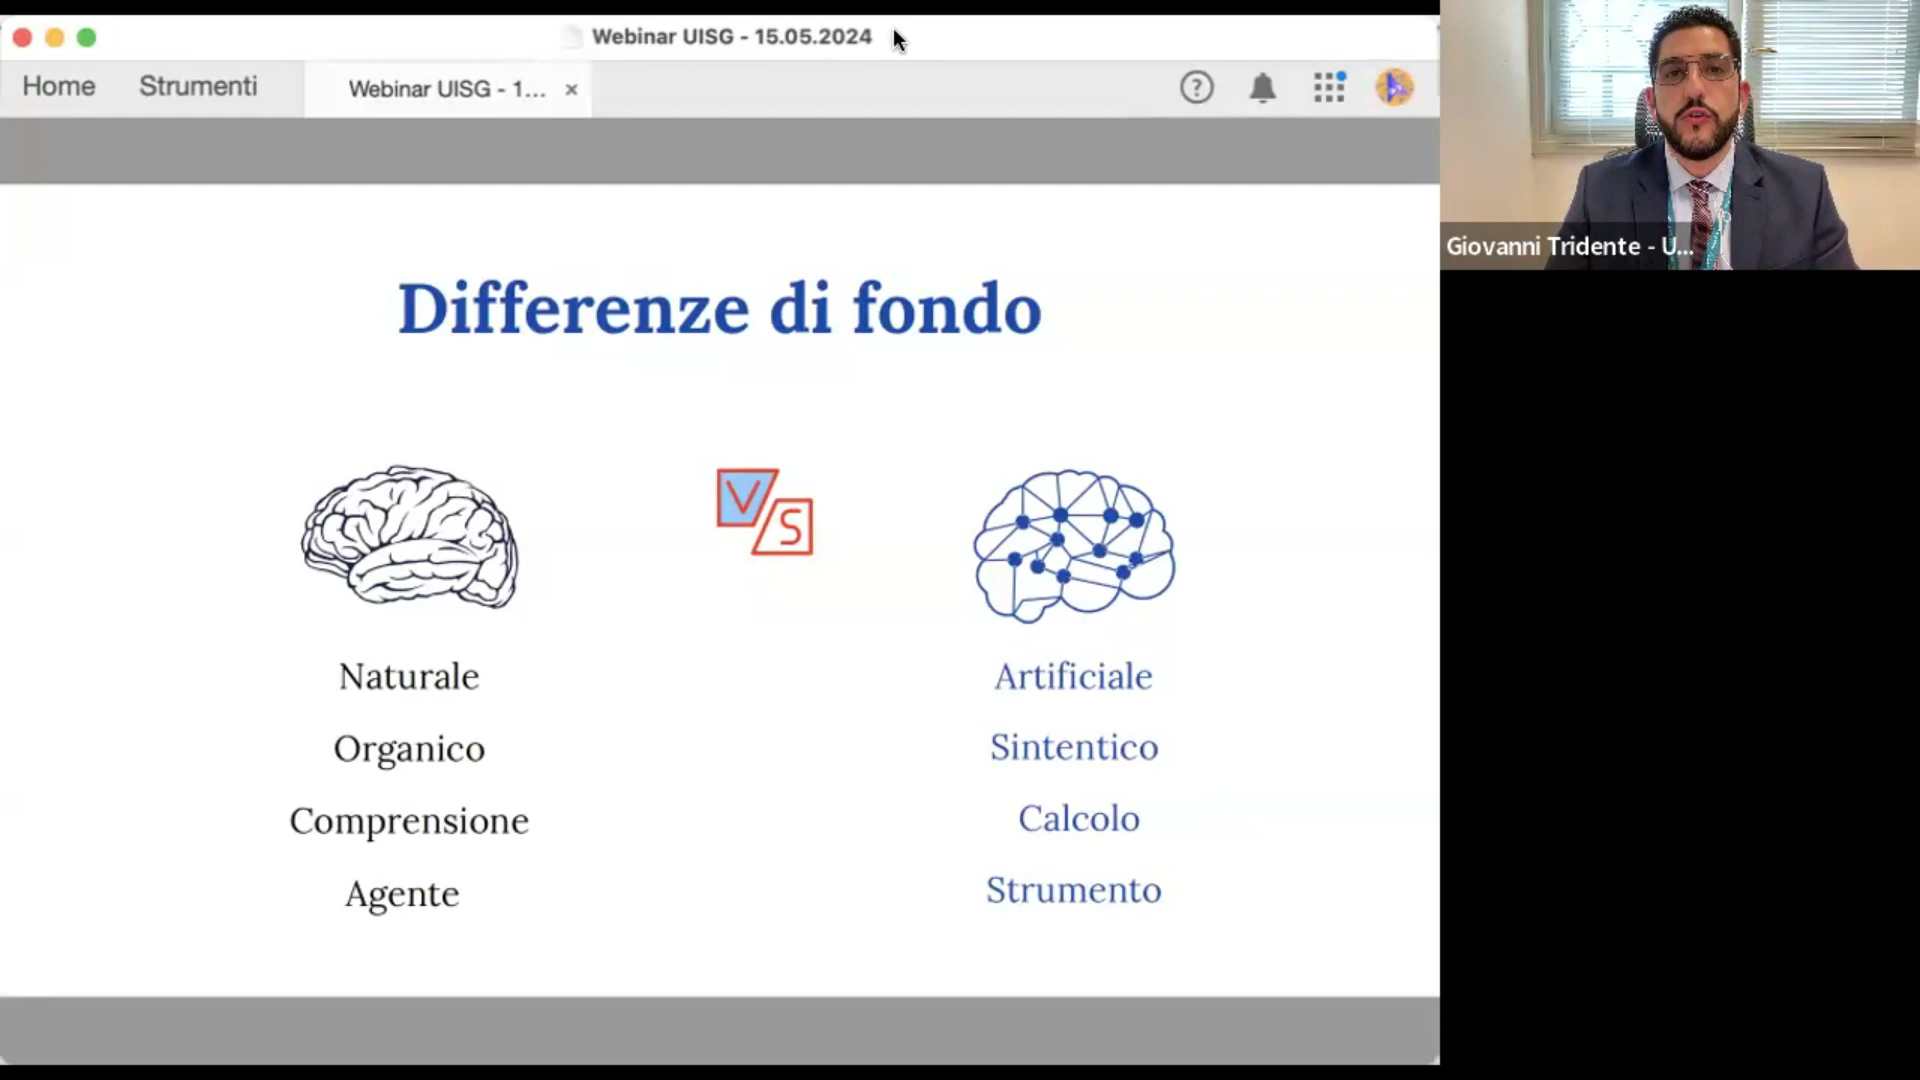 Webinar UISG - 15.05.2024
Home Strumenti Webinar UISG - 1... ×
Giovanni Tridente - U...
Differenze di fondo
VS
Naturale Artificiale
Organico Sintentico
Comprensione Calcolo
Agente Strumento